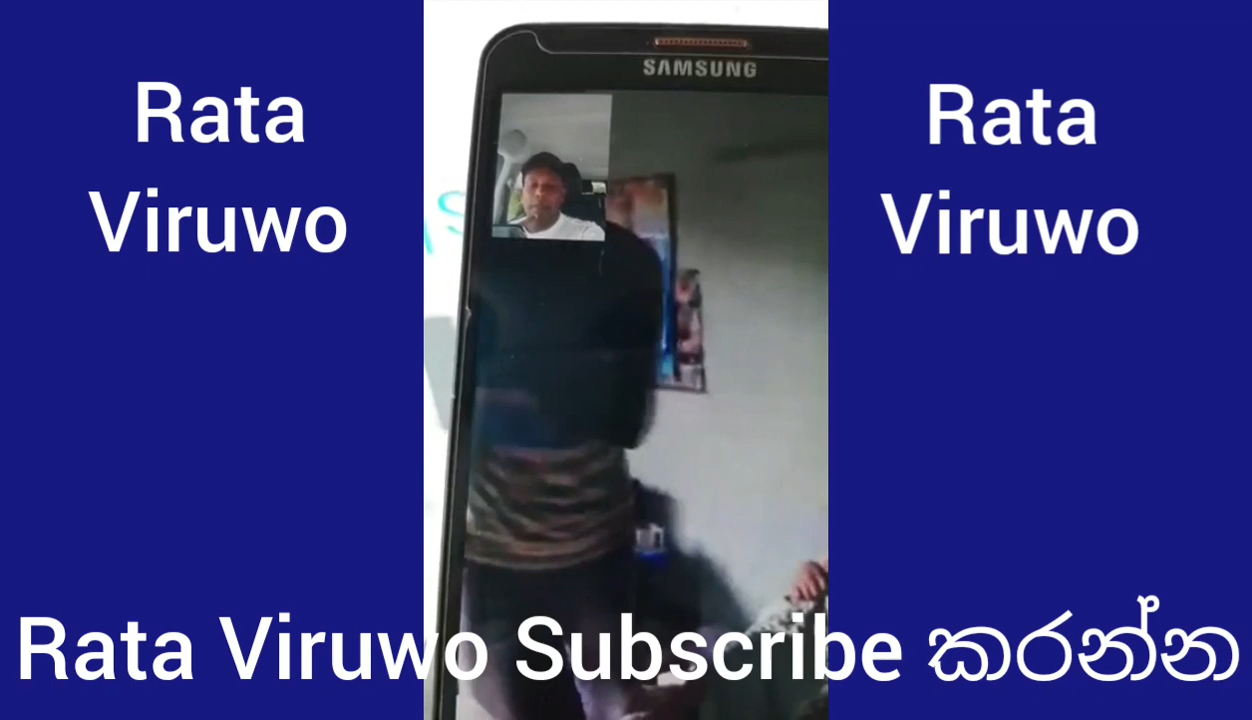 Rata
Viruwo
SAMSUNG
Rata
Viruwo
Rata Viruwo Subscribe කරන්න